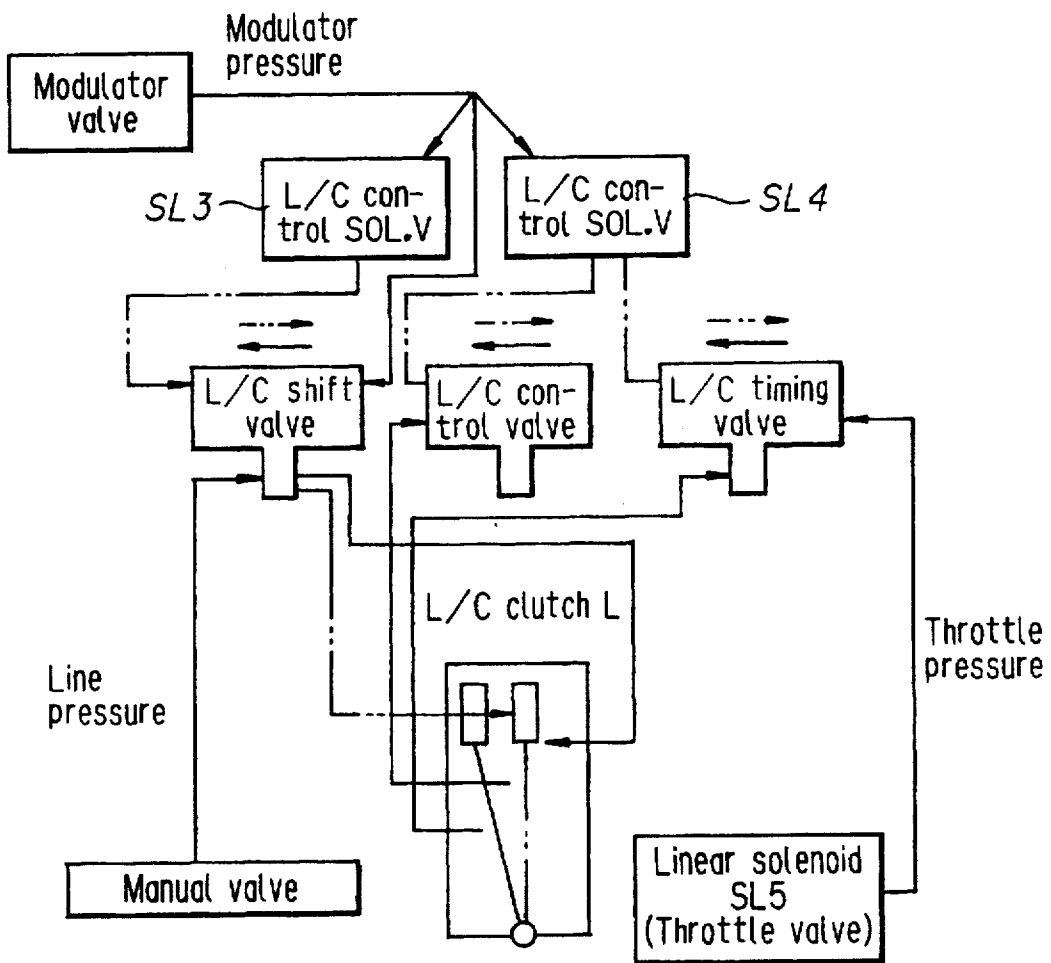 Modulator
pressure
Modulator
valve
SL3
L/C con-
trol SOL.V
L/C con-
trol SOL.V
SL4
L/C shift
valve
L/C con-
trol valve
L/C timing
valve
L/C clutch L
Line
pressure
Throttle
pressure
Manual valve
Linear solenoid
SL5
(Throttle valve)